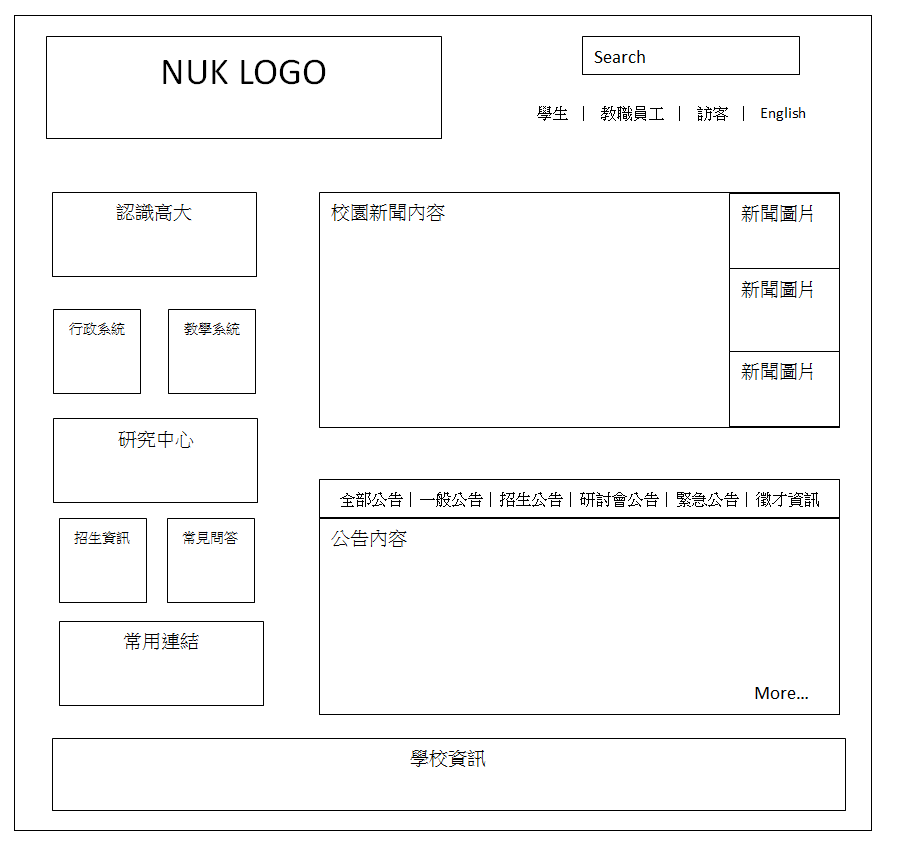 NUK LOGO
Search
學生 | 教職員工 | 訪客 | English
認識高大
行政系統
教學系統
研究中心
招生資訊
常見問答
常用連結
校園新聞內容
新聞圖片
新聞圖片
新聞圖片
全部公告 | 一般公告 | 招生公告 | 研討會公告 | 緊急公告 | 徵才資訊
公告內容
More...
學校資訊